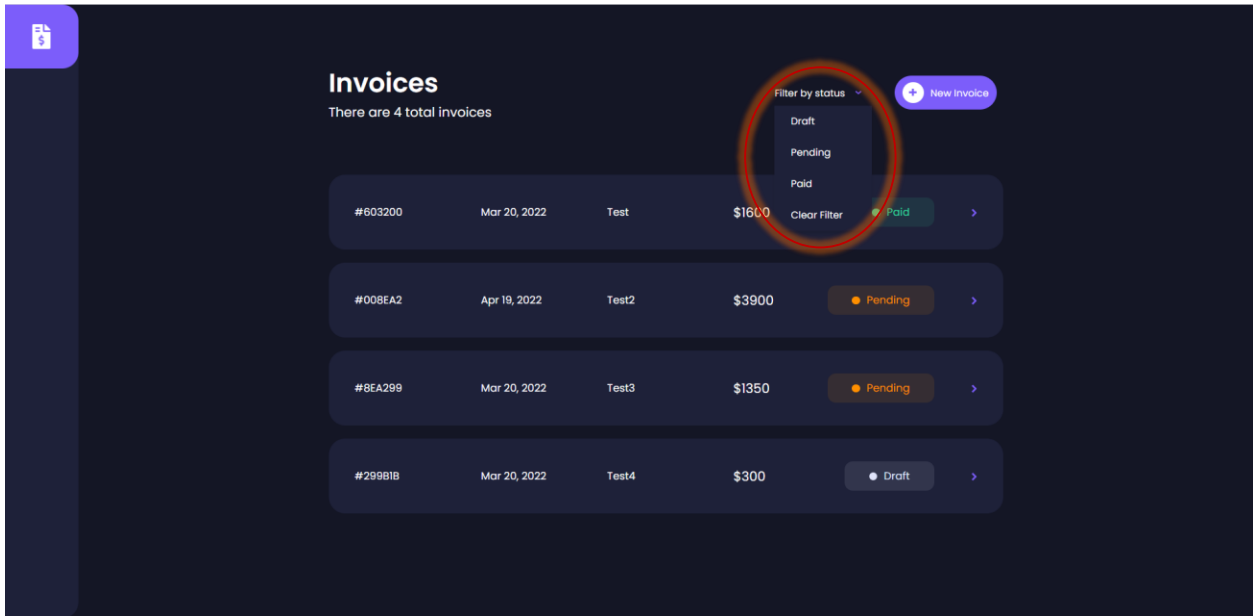 Invoices
There are 4 total invoices
Filter by status
New Invoice
Draft
Pending
Paid
Clear Filter
#603200 Mar 20, 2022 Test $1600 Paid
#008EA2 Apr 19, 2022 Test2 $3900 Pending
#8EA299 Mar 20, 2022 Test3 $1350 Pending
#299B1B Mar 20, 2022 Test4 $300 Draft